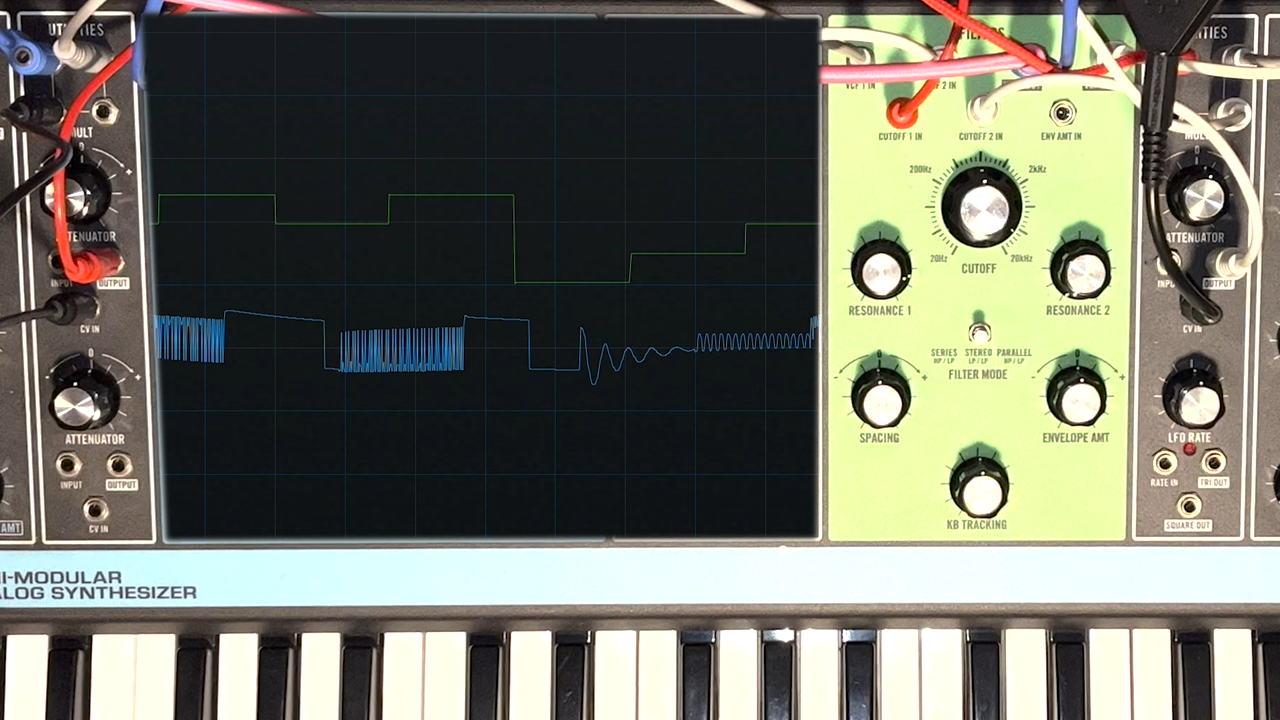 UTILITIES
MULT
ATTENUATOR
INPUT
OUTPUT
CV IN
ATTENUATOR
INPUT
OUTPUT
CV IN
AMT
FILTERS
VCF 1 IN
2 IN
CUTOFF 1 IN
CUTOFF 2 IN
ENV AMT IN
200Hz
2kHz
20Hz
20kHz
CUTOFF
RESONANCE 1
RESONANCE 2
SERIES STEREO PARALLEL
HP / LP LP / LP HP / LP
FILTER MODE
SPACING
ENVELOPE AMT
KB TRACKING
ATTENUATOR
OUTPUT
CV IN
LFO RATE
RATE IN
TRI OUT
SQUARE OUT
I-MODULAR
ALOG SYNTHESIZER